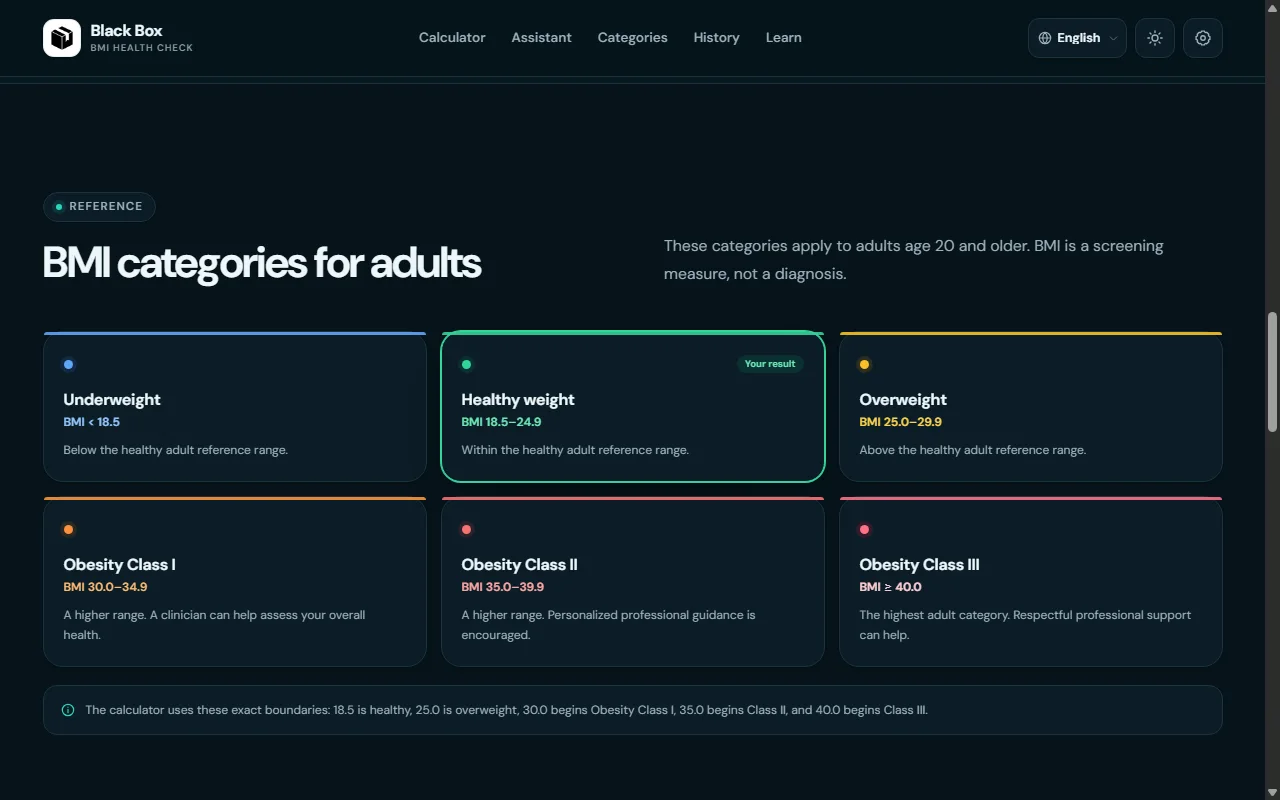 Black Box
BMI HEALTH CHECK
Calculator
Assistant
Categories
History
Learn
English
REFERENCE
BMI categories for adults
These categories apply to adults age 20 and older. BMI is a screening
measure, not a diagnosis.
Underweight
BMI < 18.5
Below the healthy adult reference range.
Your result
Healthy weight
BMI 18.5–24.9
Within the healthy adult reference range.
Overweight
BMI 25.0–29.9
Above the healthy adult reference range.
Obesity Class I
BMI 30.0–34.9
A higher range. A clinician can help assess your overall
health.
Obesity Class II
BMI 35.0–39.9
A higher range. Personalized professional guidance is
encouraged.
Obesity Class III
BMI ≥ 40.0
The highest adult category. Respectful professional support
can help.
The calculator uses these exact boundaries: 18.5 is healthy, 25.0 is overweight, 30.0 begins Obesity Class I, 35.0 begins Class II, and 40.0 begins Class III.